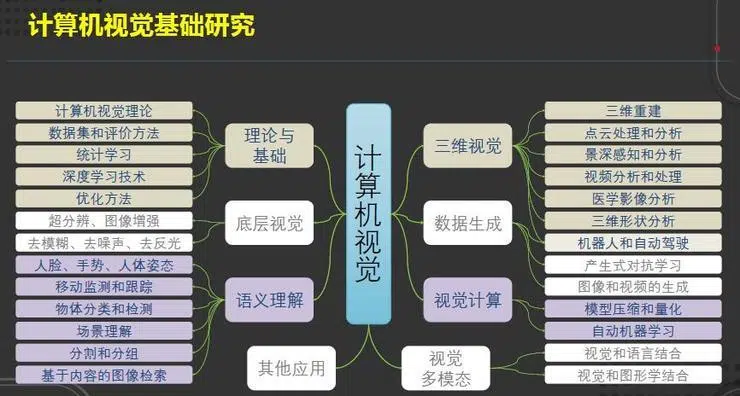 计算机视觉基础研究
计算机视觉理论
数据集和评价方法
统计学习
深度学习技术
优化方法
超分辨、图像增强
去模糊、去噪声、去反光
人脸、手势、人体姿态
移动监测和跟踪
物体分类和检测
场景理解
分割和分组
基于内容的图像检索
理论与
基础
底层视觉
语义理解
其他应用
计算机视觉
三维视觉
数据生成
视觉计算
视觉
多模态
三维重建
点云处理和分析
景深感知和分析
视频分析和处理
医学影像分析
三维形状分析
机器人和自动驾驶
产生式对抗学习
图像和视频的生成
模型压缩和量化
自动机器学习
视觉和语言结合
视觉和图形学结合